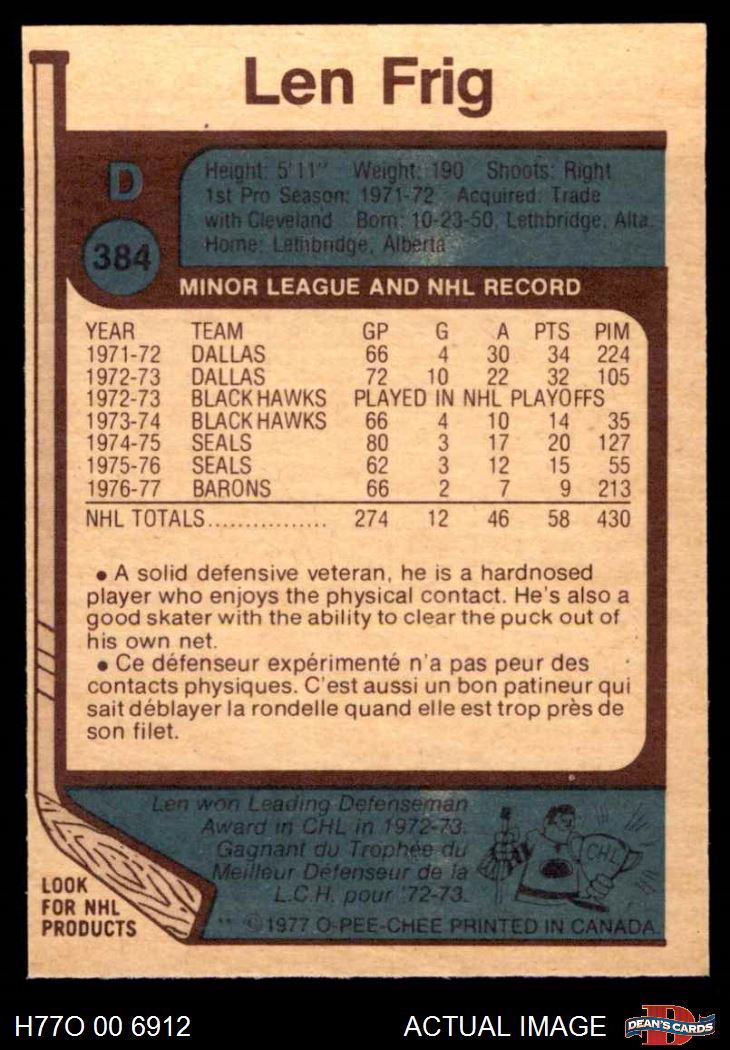 Len Frig
D
384
Height: 5'11" Weight: 190 Shoots: Right
1st Pro Season: 1971-72 Acquired: Trade
with Cleveland Born: 10-23-50, Lethbridge, Alta.
Home: Lethbridge, Alberta
MINOR LEAGUE AND NHL RECORD
YEAR TEAM GP G A PTS PIM
1971-72 DALLAS 66 4 30 34 224
1972-73 DALLAS 72 10 22 32 105
1972-73 BLACK HAWKS PLAYED IN NHL PLAYOFFS
1973-74 BLACK HAWKS 66 4 10 14 35
1974-75 SEALS 80 3 17 20 127
1975-76 SEALS 62 3 12 15 55
1976-77 BARONS 66 2 7 9 213
NHL TOTALS................ 274 12 46 58 430
• A solid defensive veteran, he is a hardnosed
player who enjoys the physical contact. He's also a
good skater with the ability to clear the puck out of
his own net.
• Ce défenseur expérimenté n'a pas peur des
contacts physiques. C'est aussi un bon patineur qui
sait déblayer la rondelle quand elle est trop près de
son filet.
Len won Leading Defenseman
Award in CHL in 1972-73.
Gagnant du Trophée du
Meilleur Défenseur de la
L.C.H. pour '72-73.
CHL
LOOK
FOR NHL
PRODUCTS
** ©1977 O-PEE-CHEE PRINTED IN CANADA.
H77O 00 6912 ACTUAL IMAGE
D
DEAN'S CARDS